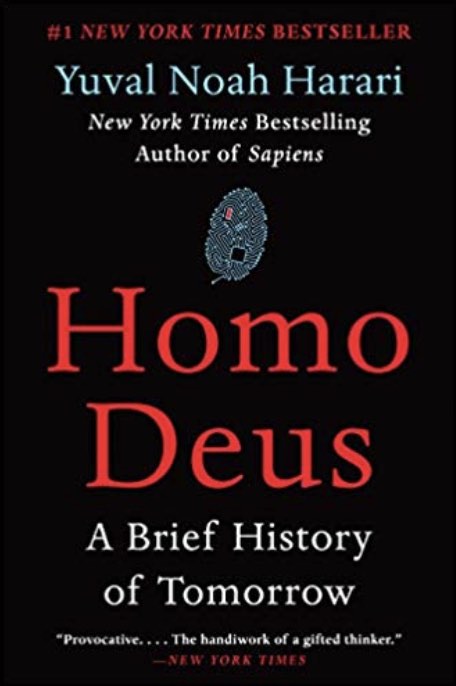 #1 NEW YORK TIMES BESTSELLER
Yuval Noah Harari
New York Times Bestselling
Author of Sapiens
Homo
Deus
A Brief History
of Tomorrow
“Provocative. . . . The handiwork of a gifted thinker.”
—NEW YORK TIMES